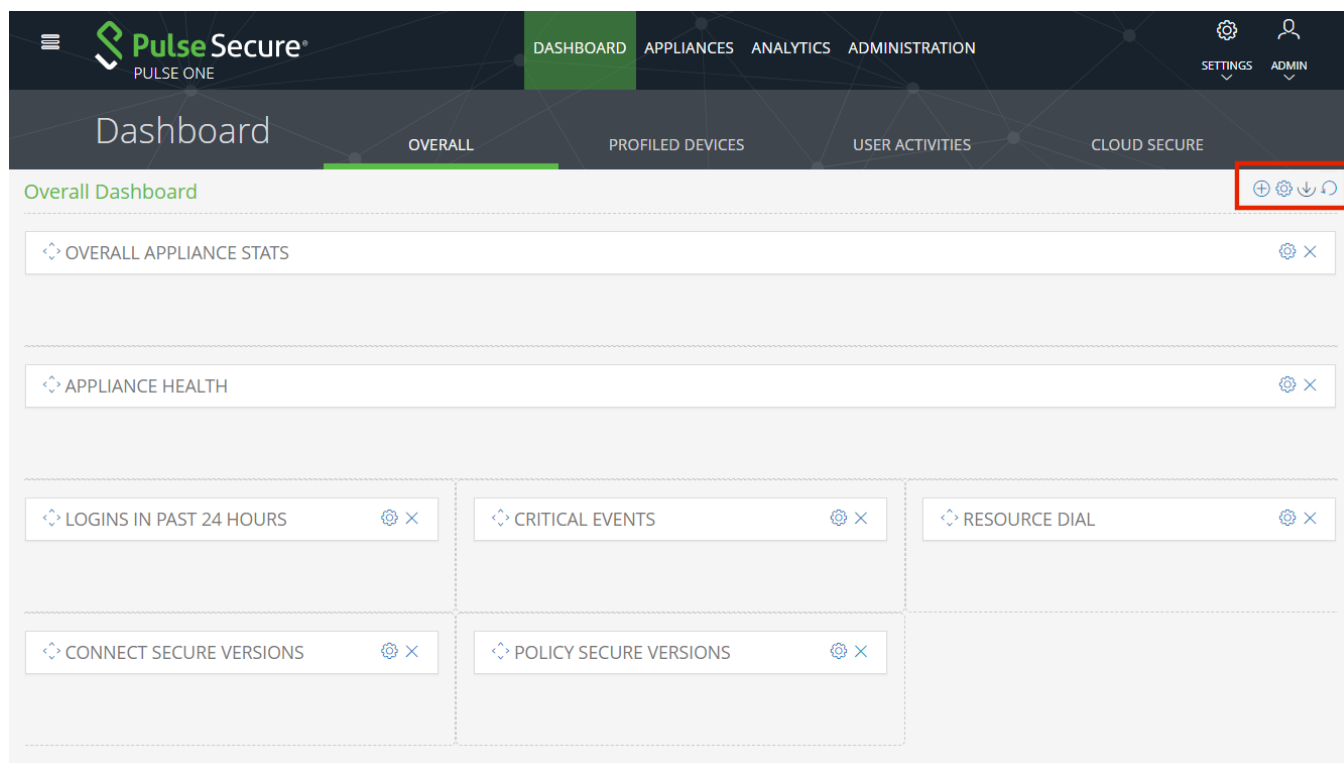 Pulse Secure®
PULSE ONE
DASHBOARD APPLIANCES ANALYTICS ADMINISTRATION
SETTINGS ADMIN
Dashboard OVERALL PROFILED DEVICES USER ACTIVITIES CLOUD SECURE
Overall Dashboard
OVERALL APPLIANCE STATS
APPLIANCE HEALTH
LOGINS IN PAST 24 HOURS CRITICAL EVENTS RESOURCE DIAL
CONNECT SECURE VERSIONS POLICY SECURE VERSIONS